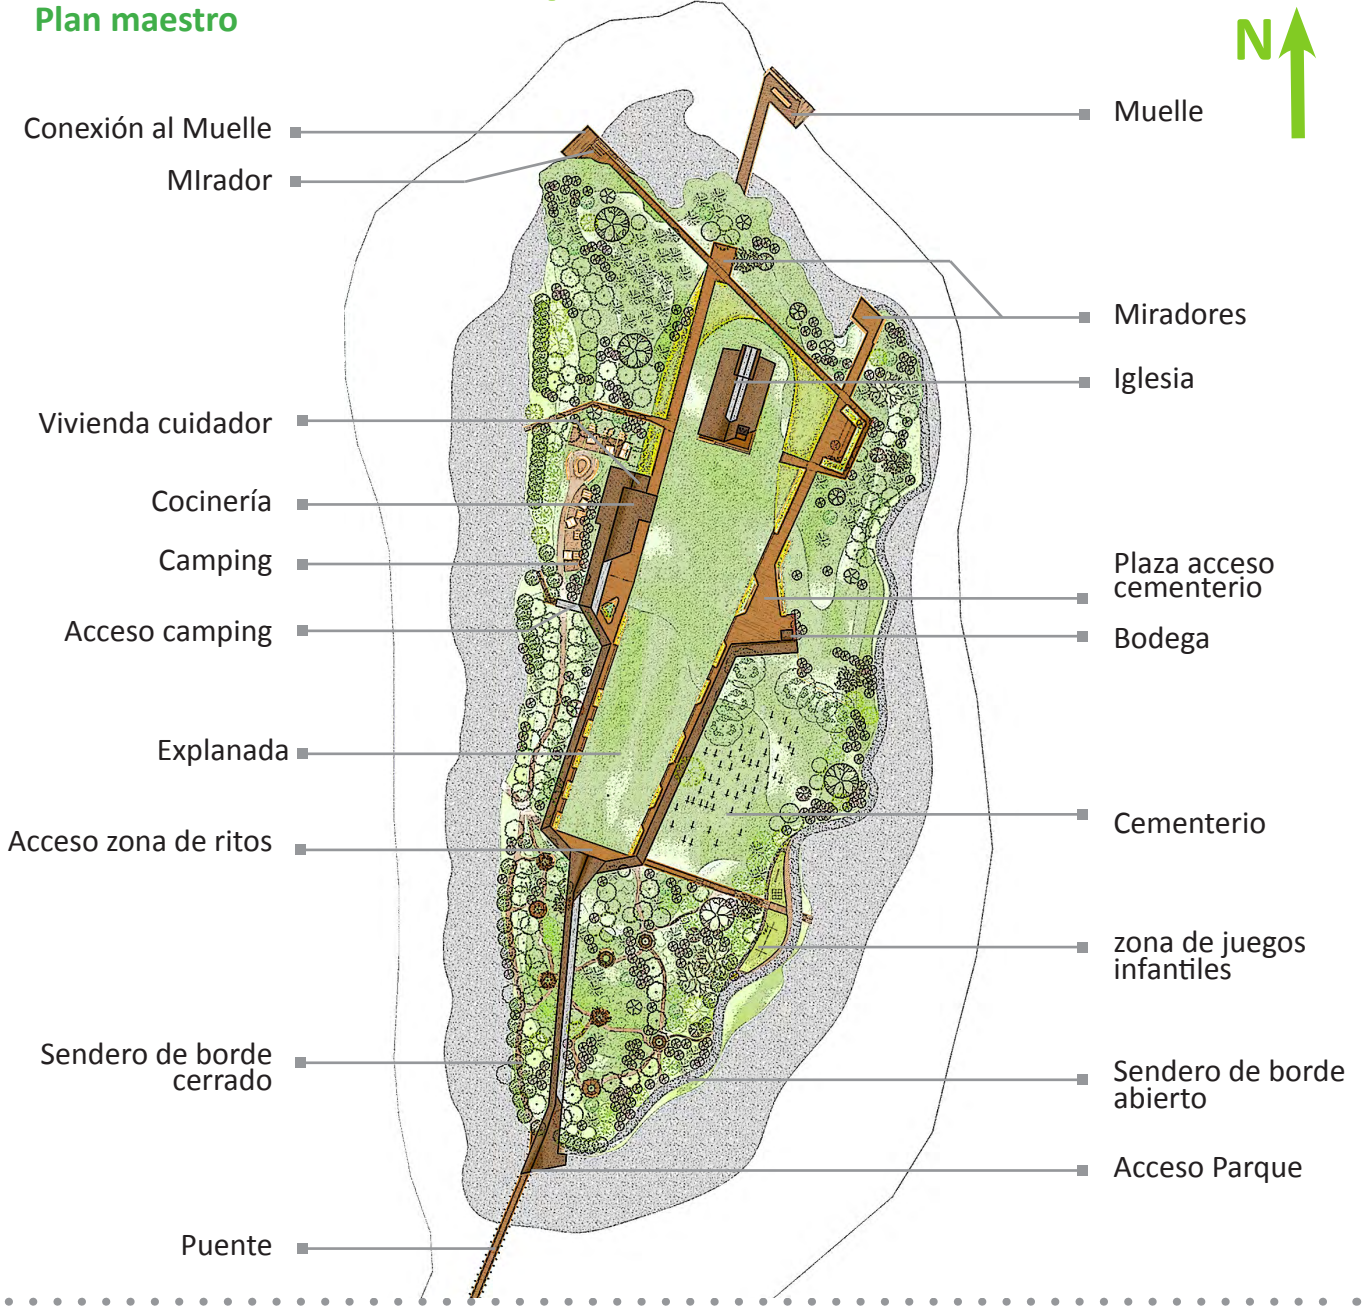 Plan maestro
N
Conexión al Muelle
MIrador
Vivienda cuidador
Cocinería
Camping
Acceso camping
Explanada
Acceso zona de ritos
Sendero de borde
cerrado
Puente
Muelle
Miradores
Iglesia
Plaza acceso
cementerio
Bodega
Cementerio
zona de juegos
infantiles
Sendero de borde
abierto
Acceso Parque